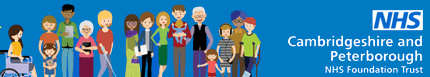 NHS
Cambridgeshire and
Peterborough
NHS Foundation Trust